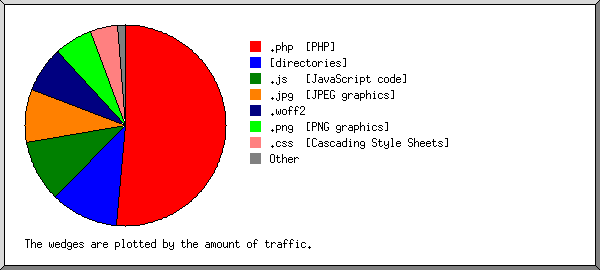 .php [PHP]
[directories]
.js [JavaScript code]
.jpg [JPEG graphics]
.woff2
.png [PNG graphics]
.css [Cascading Style Sheets]
Other
The wedges are plotted by the amount of traffic.